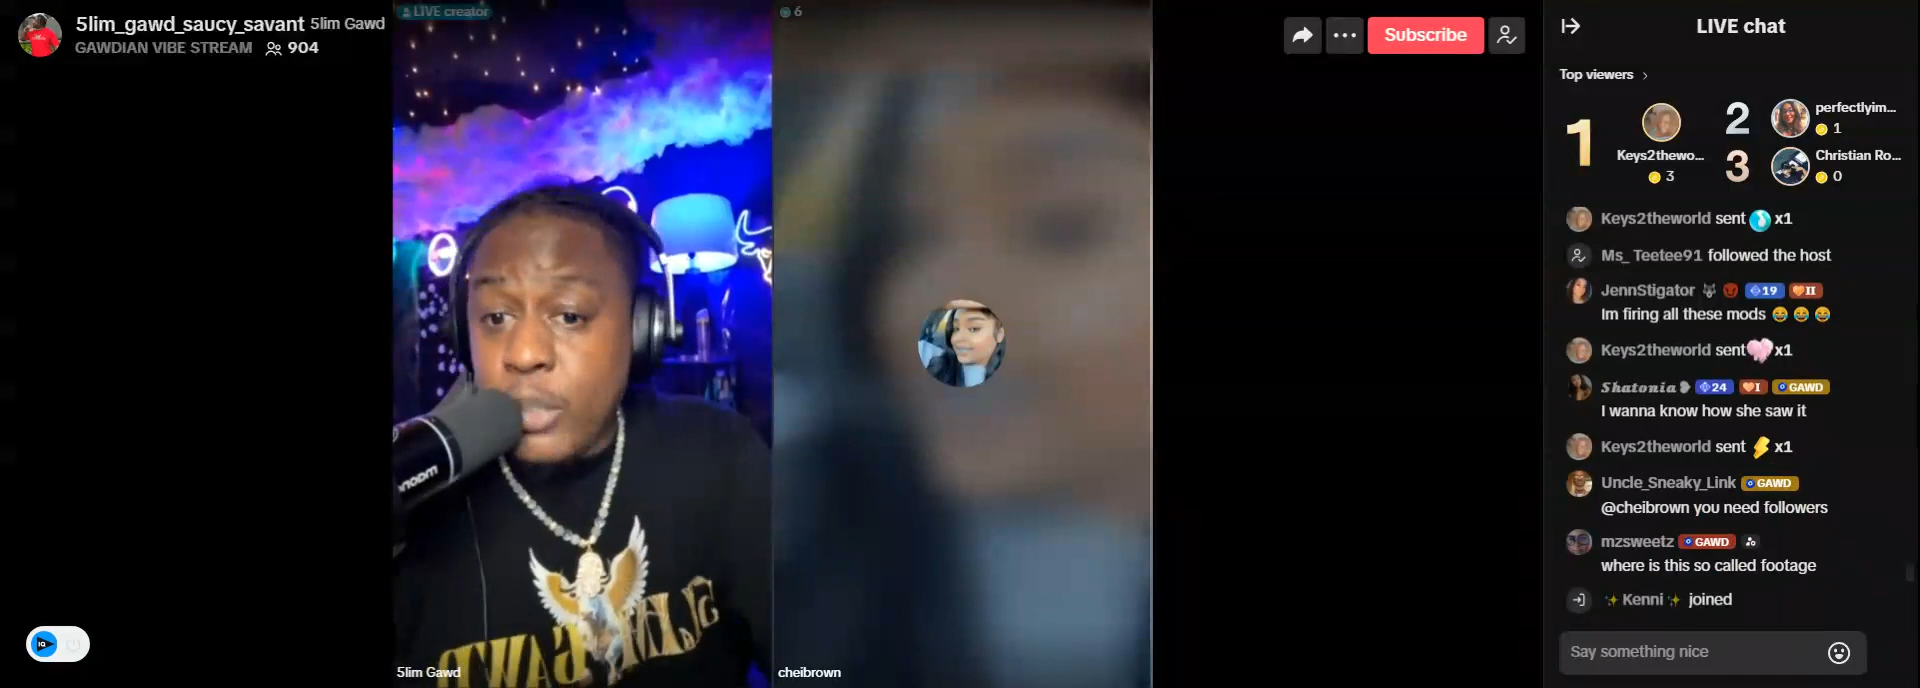 5lim_gawd_saucy_savant 5lim Gawd
GAWDIAN VIBE STREAM 904
LIVE creator
6
Subscribe
LIVE chat
Top viewers
1
Keys2thewo...
3
2
perfectlyim...
1
3
Christian Ro...
0
Keys2theworld sent x1
Ms_ Teetee91 followed the host
JennStigator 19 II
Im firing all these mods 😂 😂 😂
Keys2theworld sent x1
Shatonia 24 I GAWD
I wanna know how she saw it
Keys2theworld sent x1
Uncle_Sneaky_Link GAWD
@cheibrown you need followers
mzsweetz GAWD
where is this so called footage
✨ Kenni ✨ joined
Say something nice
5lim Gawd
cheibrown